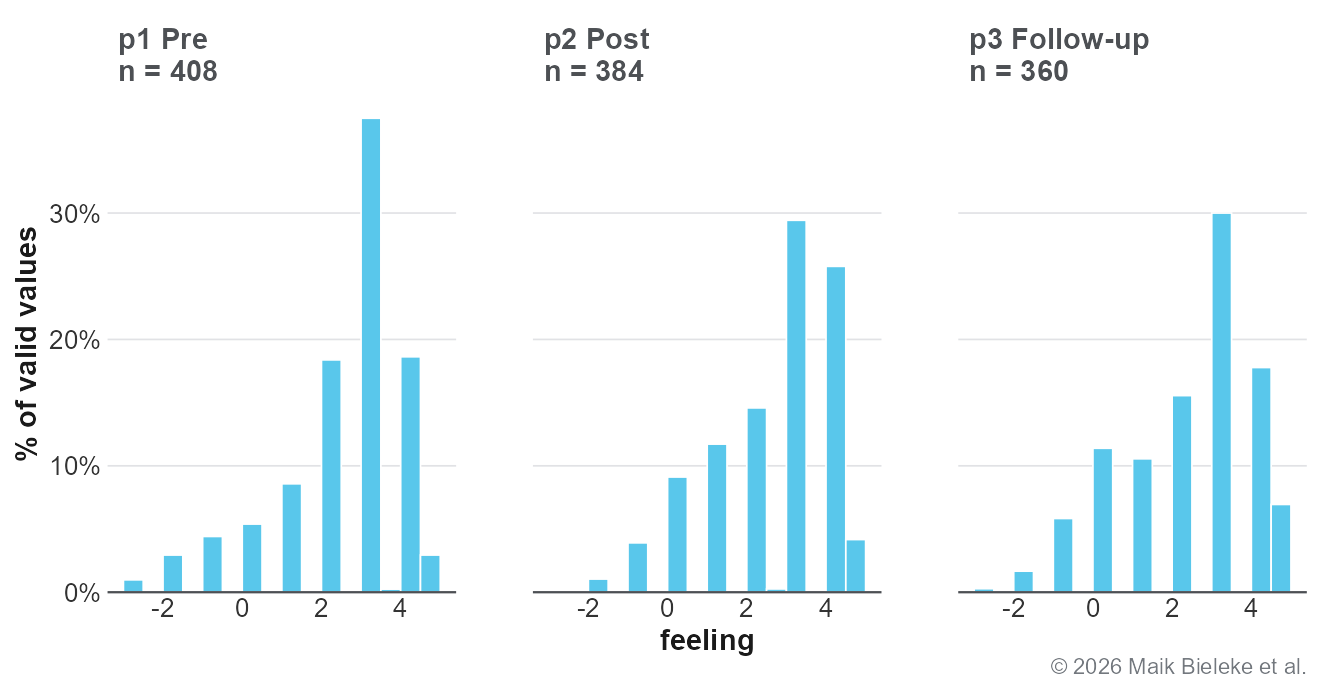 p1 Pre
n = 408
p2 Post
n = 384
p3 Follow-up
n = 360
% of valid values
30%
20%
10%
0%
-2 0 2 4
-2 0 2 4
-2 0 2 4
feeling
© 2026 Maik Bieleke et al.